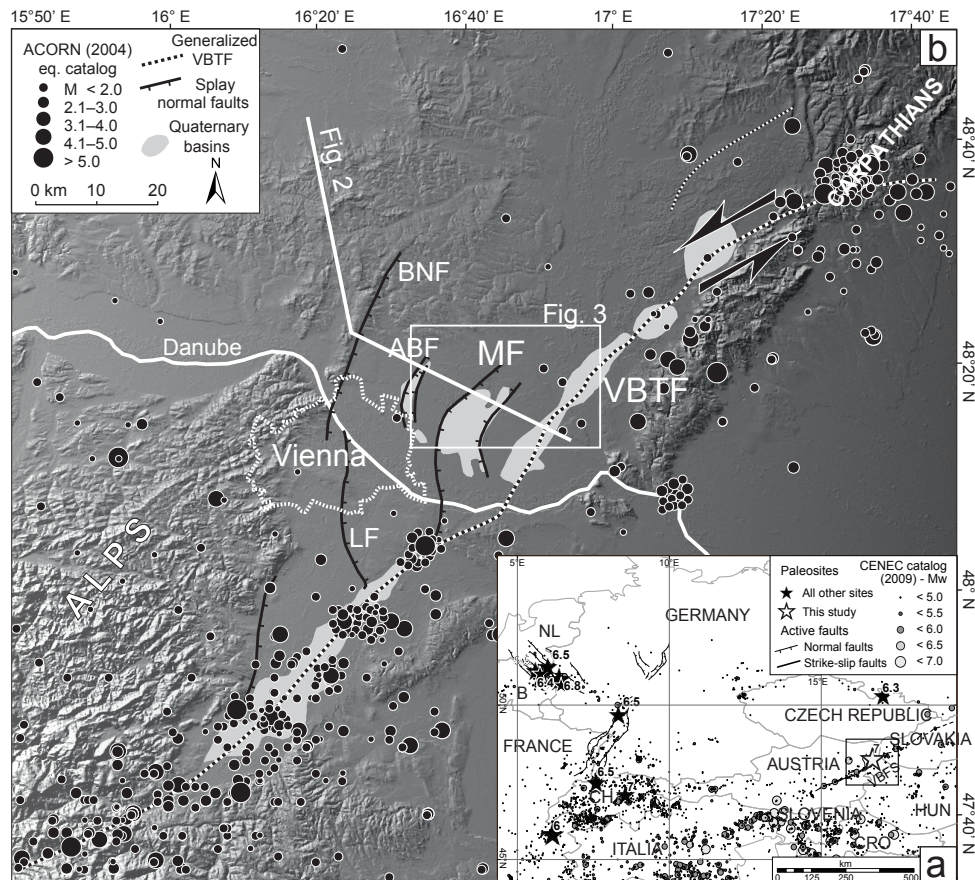 15°50' E
16° E
16°20' E
16°40' E
17° E
17°20' E
17°40' E
b
ACORN (2004)
eq. catalog
M < 2.0
2.1–3.0
3.1–4.0
4.1–5.0
> 5.0
0 km 10 20
Generalized
VBTF
Splay
normal faults
Quaternary
basins
N
Fig. 2
CARPATHIANS
48°40' N
BNF
Fig. 3
ABF
MF
VBTF
Danube
48°20' N
Vienna
LF
ALPS
48° N
47°40' N
5°E
10°E
15°E
50°N
45°N
Paleosites
All other sites
This study
Active faults
Normal faults
Strike-slip faults
CENEC catalog
(2009) - Mw
< 5.0
< 5.5
< 6.0
< 6.5
< 7.0
NL
GERMANY
6.5
6.4
6.8
B
6.5
6.3
CZECH REPUBLIC
SLOVAKIA
FRANCE
AUSTRIA
7
6.5
CH
HUN
SLOVENIA
6
ITALIA
CRO
km
0 125 250 500
a